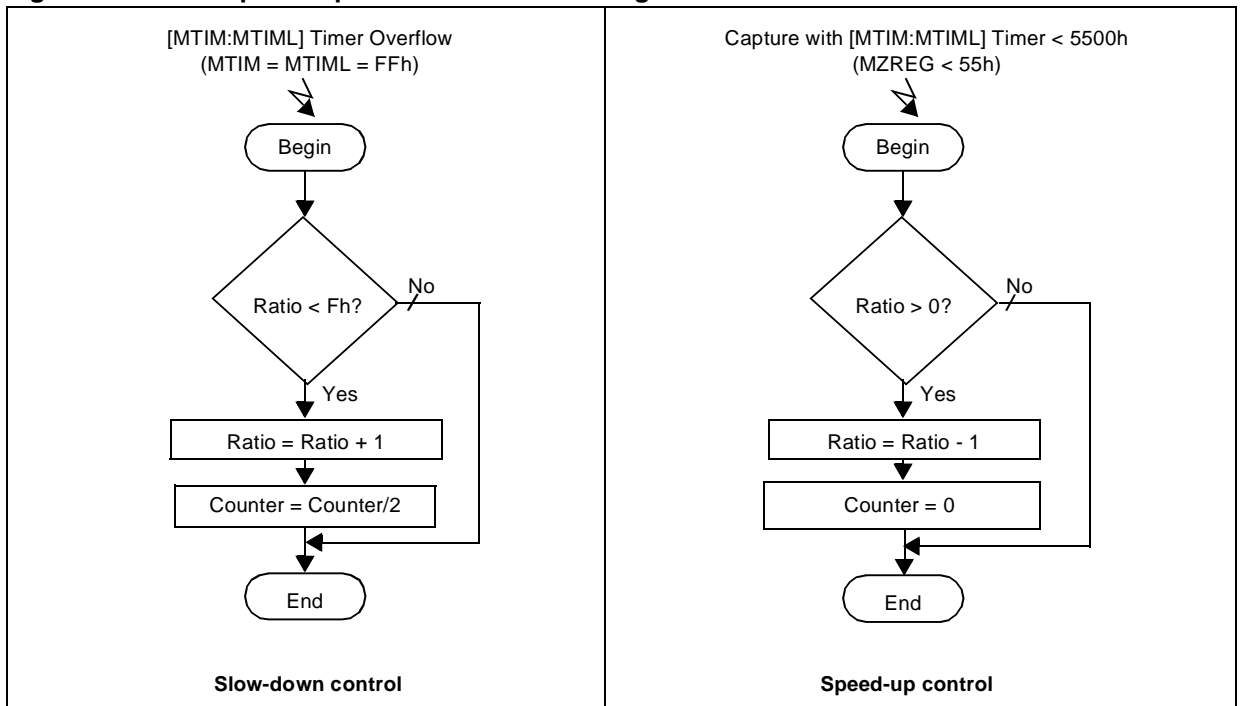 [MTIM:MTIML] Timer Overflow
(MTIM = MTIML = FFh)
Begin
Ratio < Fh?
No
Yes
Ratio = Ratio + 1
Counter = Counter/2
End
Slow-down control
Capture with [MTIM:MTIML] Timer < 5500h
(MZREG < 55h)
Begin
Ratio > 0?
No
Yes
Ratio = Ratio - 1
Counter = 0
End
Speed-up control